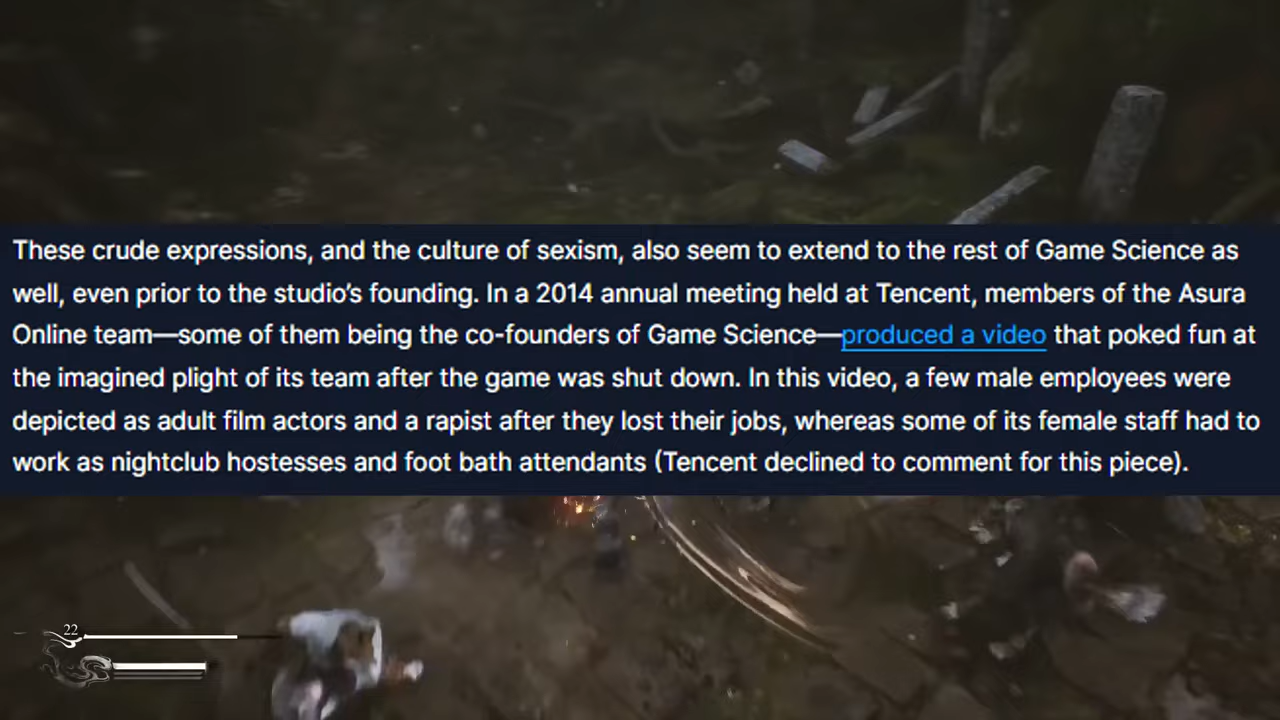 These crude expressions, and the culture of sexism, also seem to extend to the rest of Game Science as
well, even prior to the studio’s founding. In a 2014 annual meeting held at Tencent, members of the Asura
Online team—some of them being the co-founders of Game Science—produced a video that poked fun at
the imagined plight of its team after the game was shut down. In this video, a few male employees were
depicted as adult film actors and a rapist after they lost their jobs, whereas some of its female staff had to
work as nightclub hostesses and foot bath attendants (Tencent declined to comment for this piece).
22